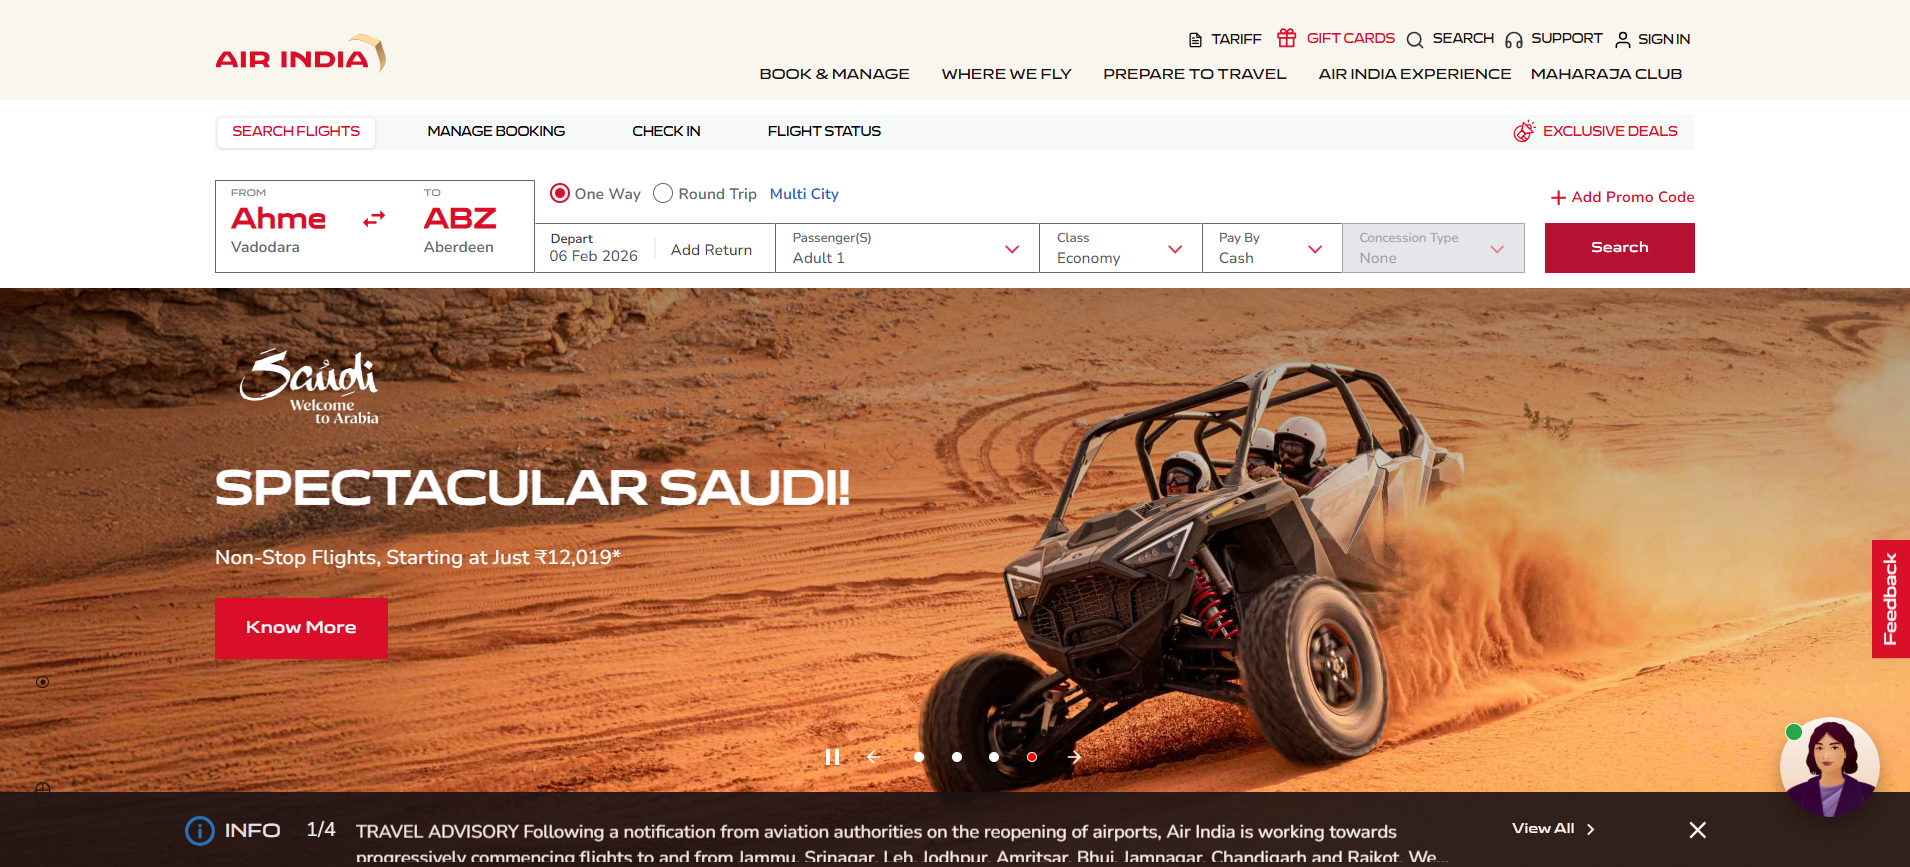 AIR INDIA
TARIFF
GIFT CARDS
SEARCH
SUPPORT
SIGN IN
BOOK & MANAGE
WHERE WE FLY
PREPARE TO TRAVEL
AIR INDIA EXPERIENCE
MAHARAJA CLUB
SEARCH FLIGHTS
MANAGE BOOKING
CHECK IN
FLIGHT STATUS
EXCLUSIVE DEALS
FROM
Ahme
Vadodara
TO
ABZ
Aberdeen
One Way
Round Trip
Multi City
Add Promo Code
Depart
06 Feb 2026
Add Return
Passenger(S)
Adult 1
Class
Economy
Pay By
Cash
Concession Type
None
Search
Saudi
Welcome
to Arabia
SPECTACULAR SAUDI!
Non-Stop Flights, Starting at Just ₹12,019*
Know More
Feedback
INFO
1/4
TRAVEL ADVISORY Following a notification from aviation authorities on the reopening of airports, Air India is working towards
progressively commencing flights to and from Jammu, Srinagar, Leh, Jodhpur, Amritsar, Bhuj, Jamnagar, Chandigarh and Rajkot. We...
View All